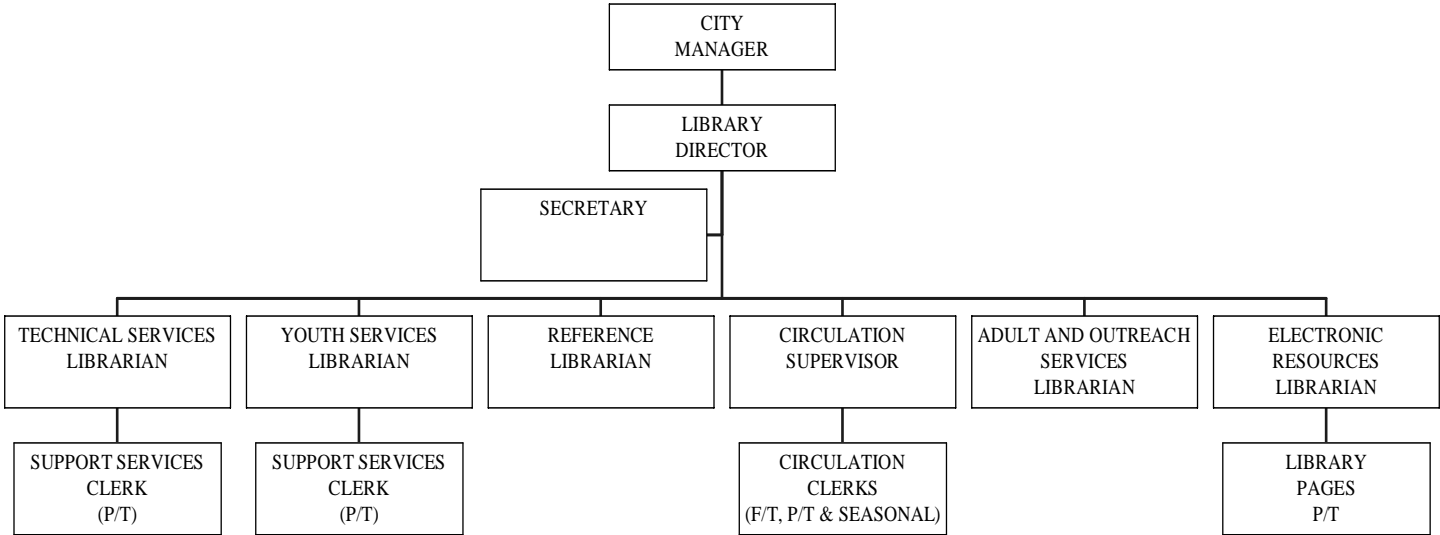 CITY
MANAGER
LIBRARY
DIRECTOR
SECRETARY
TECHNICAL SERVICES
LIBRARIAN
YOUTH SERVICES
LIBRARIAN
REFERENCE
LIBRARIAN
CIRCULATION
SUPERVISOR
ADULT AND OUTREACH
SERVICES
LIBRARIAN
ELECTRONIC
RESOURCES
LIBRARIAN
SUPPORT SERVICES
CLERK
(P/T)
SUPPORT SERVICES
CLERK
(P/T)
CIRCULATION
CLERKS
(F/T, P/T & SEASONAL)
LIBRARY
PAGES
P/T